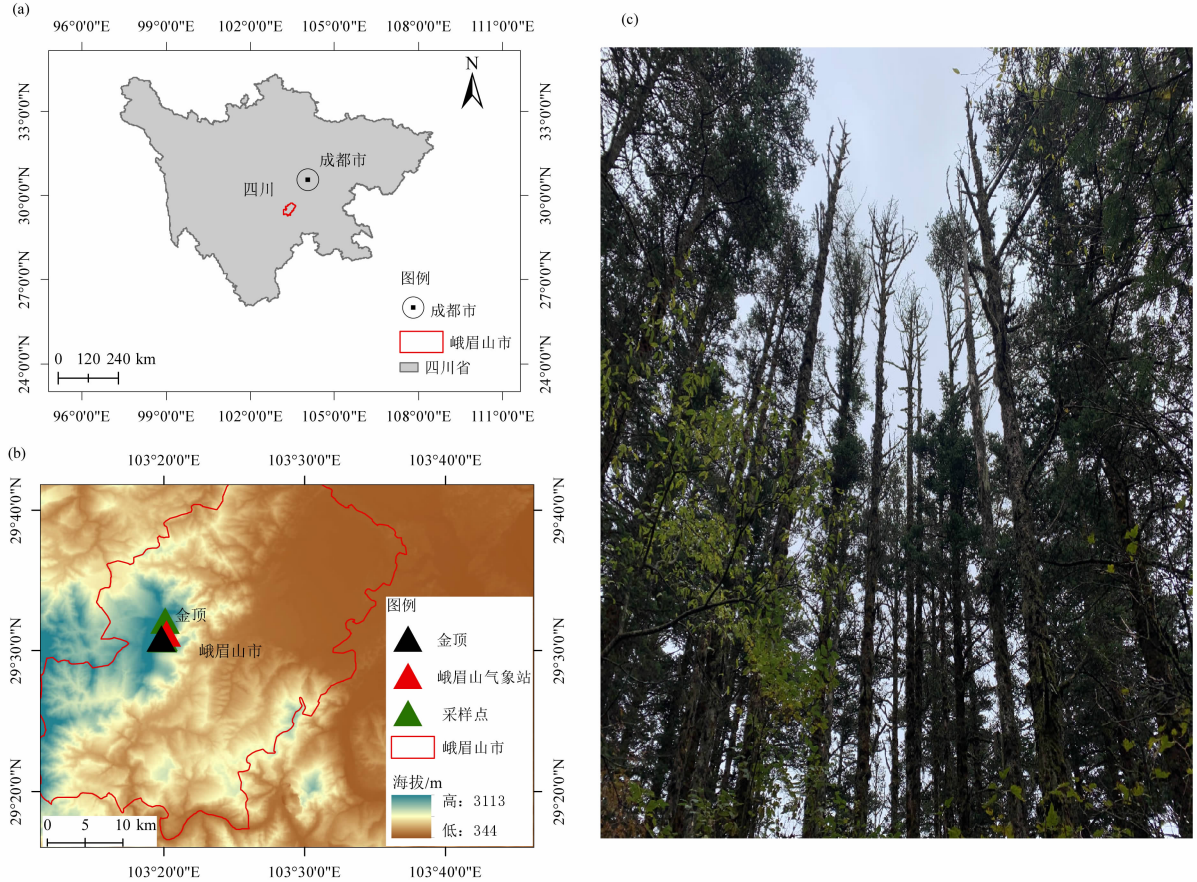 (a)
96°0'0"E 99°0'0"E 102°0'0"E 105°0'0"E 108°0'0"E 111°0'0"E
33°0'0"N
30°0'0"N
27°0'0"N
24°0'0"N
N
成都市
四川
图例
成都市
峨眉山市
四川省
0 120 240 km
33°0'0"N
30°0'0"N
27°0'0"N
24°0'0"N
96°0'0"E 99°0'0"E 102°0'0"E 105°0'0"E 108°0'0"E 111°0'0"E
(b)
103°20'0"E 103°30'0"E 103°40'0"E
29°40'0"N
29°30'0"N
29°20'0"N
金顶
峨眉山市
图例
金顶
峨眉山气象站
采样点
峨眉山市
海拔/m
高：3113
低：344
0 5 10 km
29°40'0"N
29°30'0"N
29°20'0"N
103°20'0"E 103°30'0"E 103°40'0"E
(c)